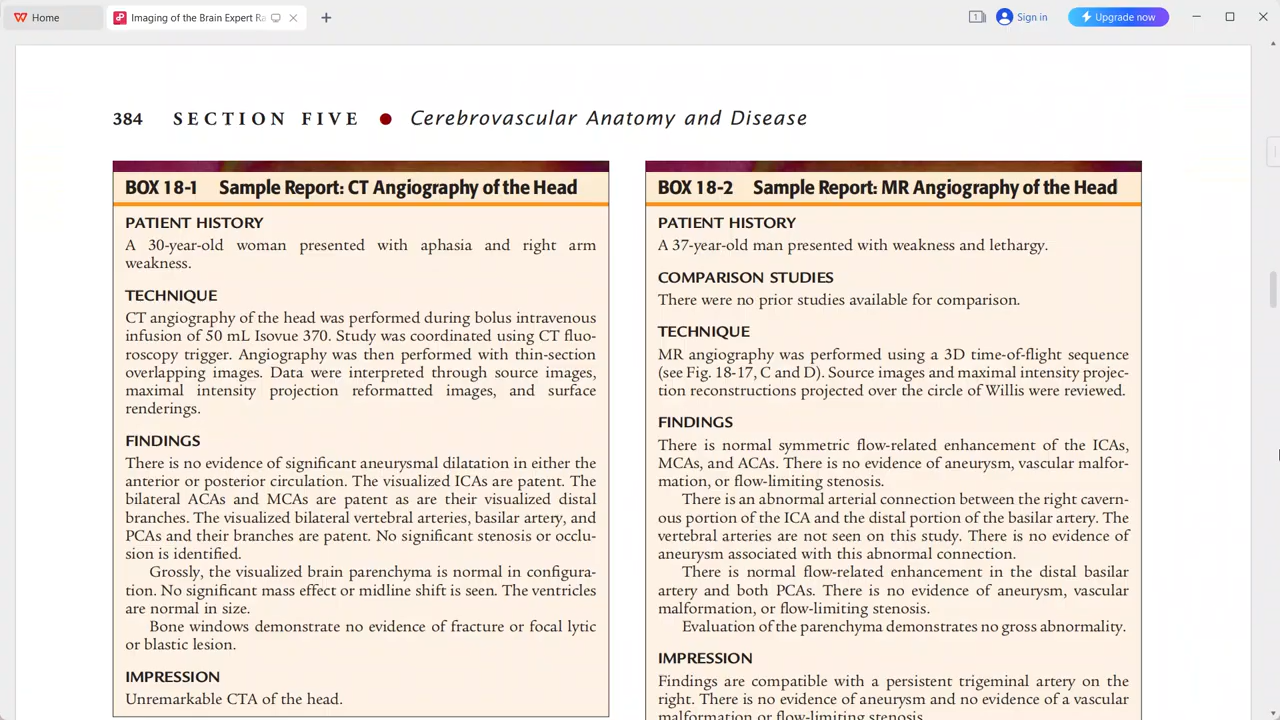 Home
Imaging of the Brain Expert Ra
1
Sign in
Upgrade now
384 SECTION FIVE ● Cerebrovascular Anatomy and Disease
BOX 18-1 Sample Report: CT Angiography of the Head
PATIENT HISTORY
A 30-year-old woman presented with aphasia and right arm
weakness.
TECHNIQUE
CT angiography of the head was performed during bolus intravenous
infusion of 50 mL Isovue 370. Study was coordinated using CT fluo-
roscopy trigger. Angiography was then performed with thin-section
overlapping images. Data were interpreted through source images,
maximal intensity projection reformatted images, and surface
renderings.
FINDINGS
There is no evidence of significant aneurysmal dilatation in either the
anterior or posterior circulation. The visualized ICAs are patent. The
bilateral ACAs and MCAs are patent as are their visualized distal
branches. The visualized bilateral vertebral arteries, basilar artery, and
PCAs and their branches are patent. No significant stenosis or occlu-
sion is identified.
Grossly, the visualized brain parenchyma is normal in configura-
tion. No significant mass effect or midline shift is seen. The ventricles
are normal in size.
Bone windows demonstrate no evidence of fracture or focal lytic
or blastic lesion.
IMPRESSION
Unremarkable CTA of the head.
BOX 18-2 Sample Report: MR Angiography of the Head
PATIENT HISTORY
A 37-year-old man presented with weakness and lethargy.
COMPARISON STUDIES
There were no prior studies available for comparison.
TECHNIQUE
MR angiography was performed using a 3D time-of-flight sequence
(see Fig. 18-17, C and D). Source images and maximal intensity projec-
tion reconstructions projected over the circle of Willis were reviewed.
FINDINGS
There is normal symmetric flow-related enhancement of the ICAs,
MCAs, and ACAs. There is no evidence of aneurysm, vascular malfor-
mation, or flow-limiting stenosis.
There is an abnormal arterial connection between the right cavern-
ous portion of the ICA and the distal portion of the basilar artery. The
vertebral arteries are not seen on this study. There is no evidence of
aneurysm associated with this abnormal connection.
There is normal flow-related enhancement in the distal basilar
artery and both PCAs. There is no evidence of aneurysm, vascular
malformation, or flow-limiting stenosis.
Evaluation of the parenchyma demonstrates no gross abnormality.
IMPRESSION
Findings are compatible with a persistent trigeminal artery on the
right. There is no evidence of aneurysm and no evidence of a vascular
malformation or flow-limiting stenosis.